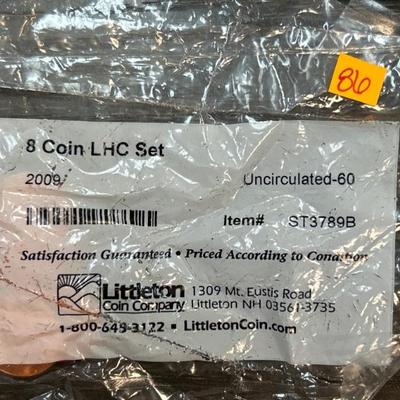 86
8 Coin LHC Set
2009 Uncirculated-60
Item# ST3789B
Satisfaction Guaranteed • Priced According to Condition
Littleton 1309 Mt. Eustis Road
Coin Company Littleton NH 03561-3735
1-800-645-3122 • LittletonCoin.com